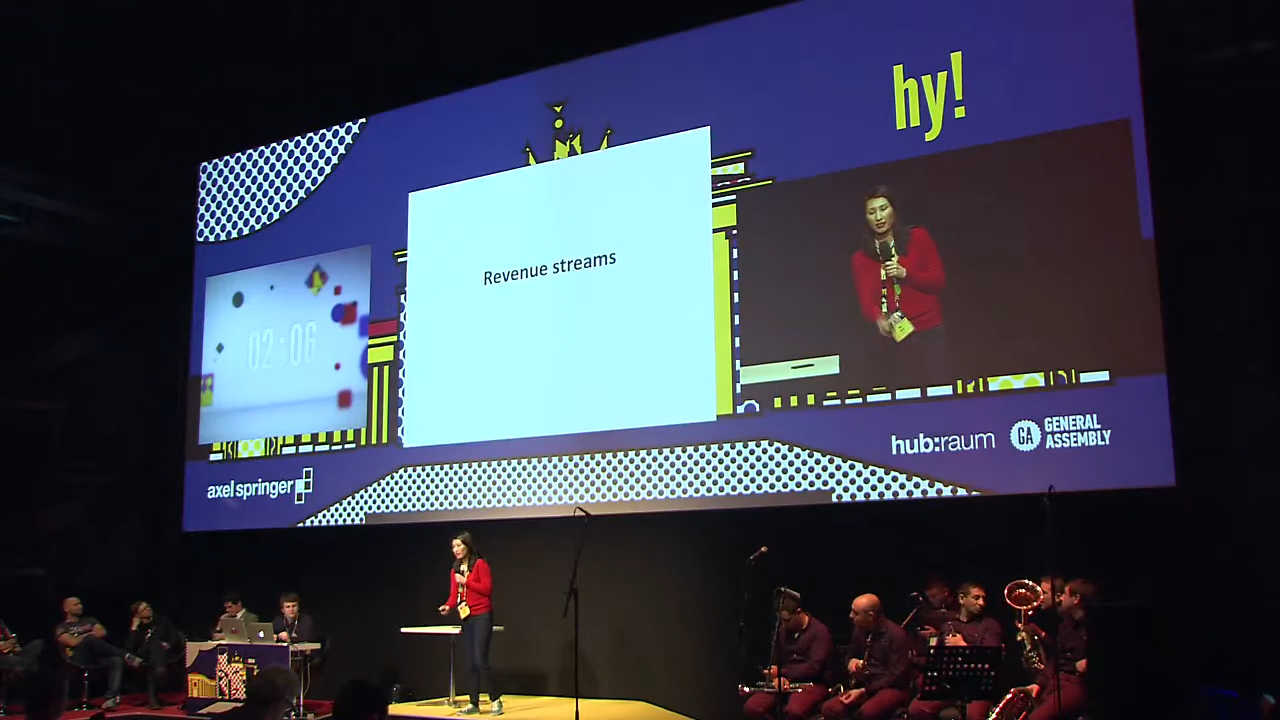 hy!
Revenue streams
02:06
hub:raum
GA
GENERAL
ASSEMBLY
axel springer